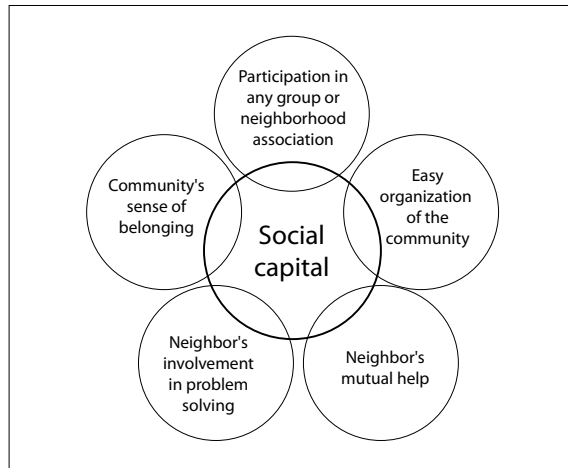 Participation in
any group or
neighborhood
association
Community's
sense of
belonging
Easy
organization
of the
community
Social
capital
Neighbor's
involvement
in problem
solving
Neighbor's
mutual help